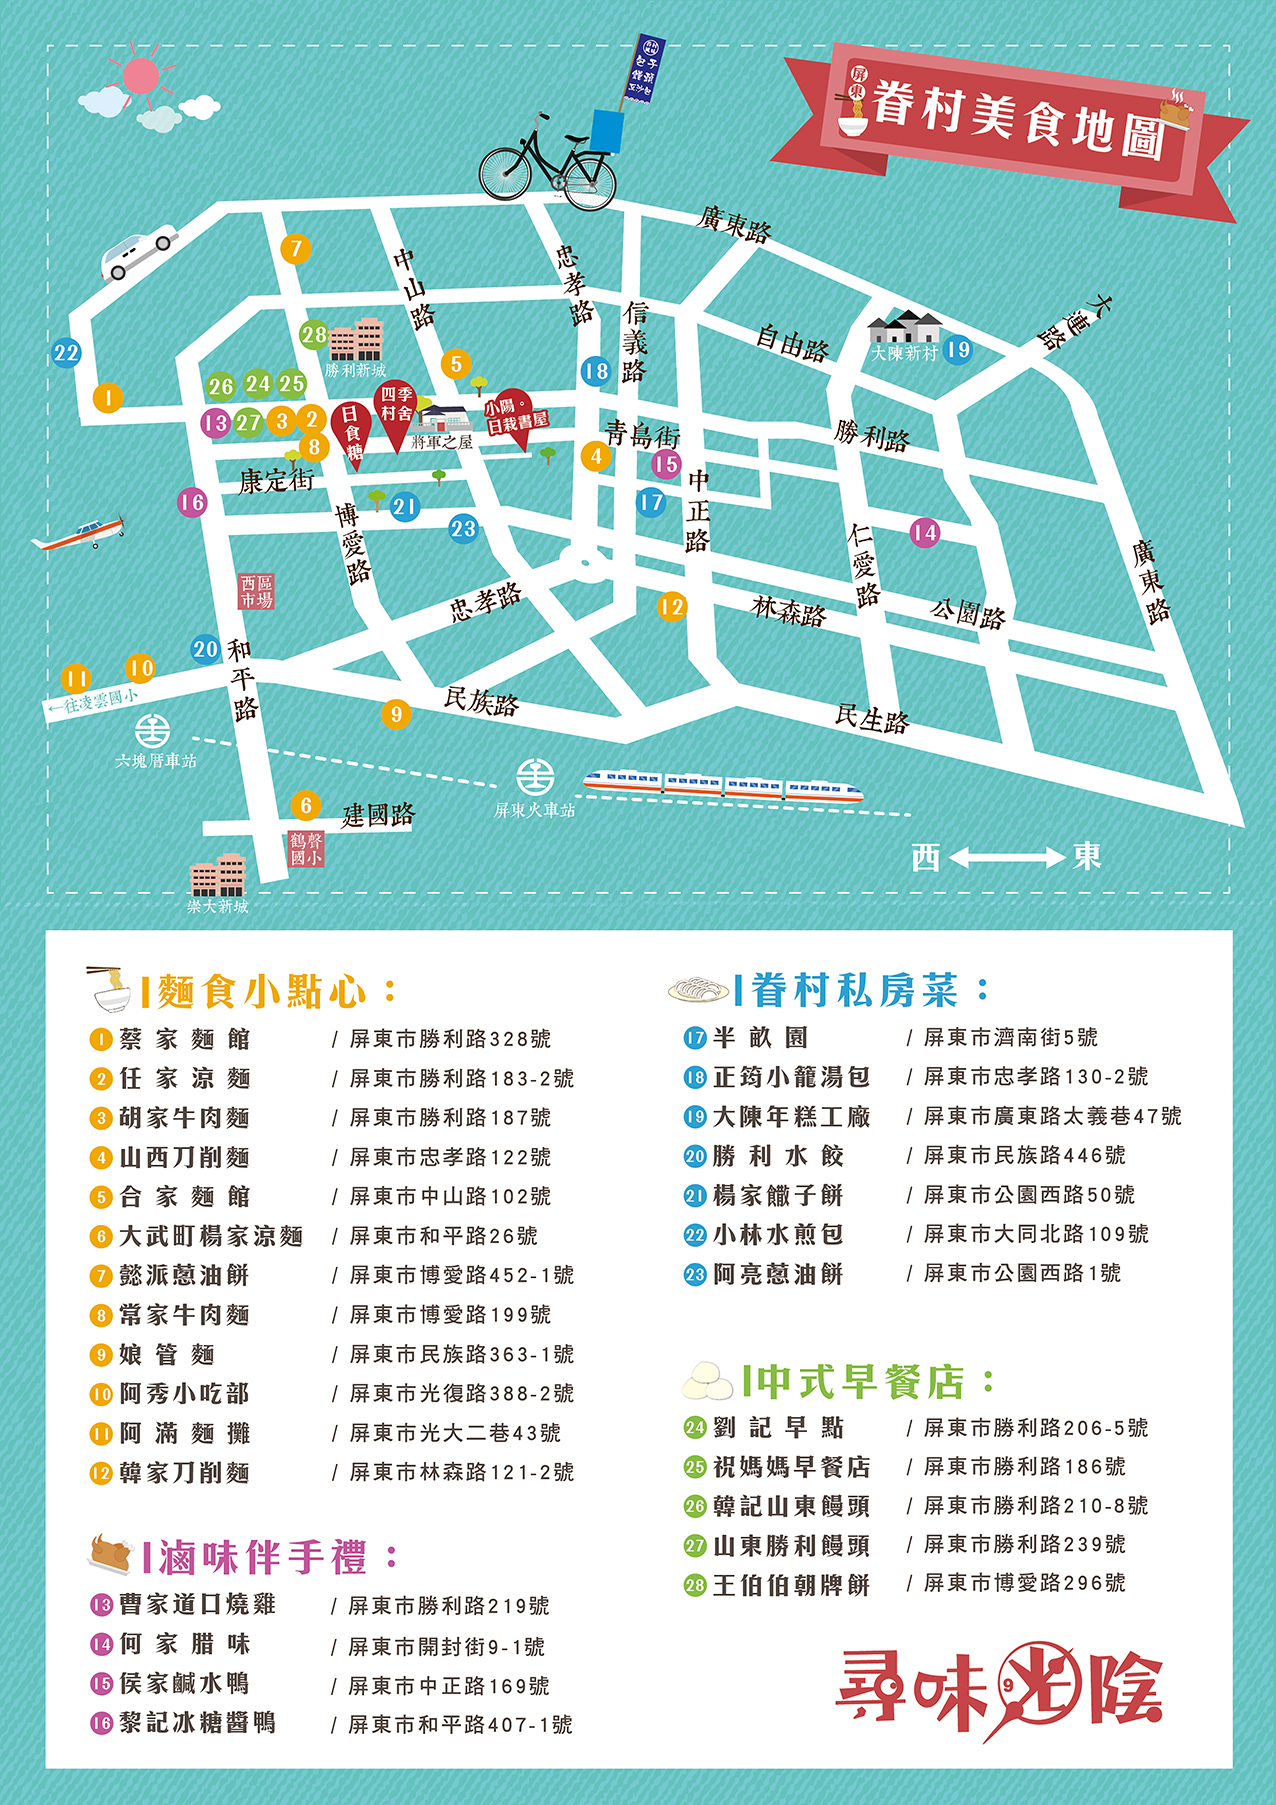 眷村
包子
饅頭
豆沙包
屏東
眷村美食地圖
廣東路
7
中山路
忠孝路
信義路
大連路
自由路
28
勝利新城
大陳新村
19
22
5
18
26
24
25
1
13
27
3
2
日食糖
四季村舍
將軍之屋
小陽。
日栽書屋
青島街
勝利路
8
4
15
康定街
中正路
16
21
17
博愛路
23
仁愛路
14
廣東路
西區
市場
忠孝路
12
林森路
公園路
20
和平路
11
10
←往凌雲國小
民族路
9
民生路
六塊厝車站
屏東火車站
6
建國路
鶴聲
國小
崇大新城
西
東
麵食小點心：
1 蔡家麵館 / 屏東市勝利路328號
2 任家涼麵 / 屏東市勝利路183-2號
3 胡家牛肉麵 / 屏東市勝利路187號
4 山西刀削麵 / 屏東市忠孝路122號
5 合家麵館 / 屏東市中山路102號
6 大武町楊家涼麵 / 屏東市和平路26號
7 懿派蔥油餅 / 屏東市博愛路452-1號
8 常家牛肉麵 / 屏東市博愛路199號
9 娘管麵 / 屏東市民族路363-1號
10 阿秀小吃部 / 屏東市光復路388-2號
11 阿滿麵攤 / 屏東市光大二巷43號
12 韓家刀削麵 / 屏東市林森路121-2號
滷味伴手禮：
13 曹家道口燒雞 / 屏東市勝利路219號
14 何家腊味 / 屏東市開封街9-1號
15 侯家鹹水鴨 / 屏東市中正路169號
16 黎記冰糖醬鴨 / 屏東市和平路407-1號
眷村私房菜：
17 半畝園 / 屏東市濟南街5號
18 正筠小籠湯包 / 屏東市忠孝路130-2號
19 大陳年糕工廠 / 屏東市廣東路太義巷47號
20 勝利水餃 / 屏東市民族路446號
21 楊家饊子餅 / 屏東市公園西路50號
22 小林水煎包 / 屏東市大同北路109號
23 阿亮蔥油餅 / 屏東市公園西路1號
中式早餐店：
24 劉記早點 / 屏東市勝利路206-5號
25 祝媽媽早餐店 / 屏東市勝利路186號
26 韓記山東饅頭 / 屏東市勝利路210-8號
27 山東勝利饅頭 / 屏東市勝利路239號
28 王伯伯朝牌餅 / 屏東市博愛路296號
尋味光陰
9